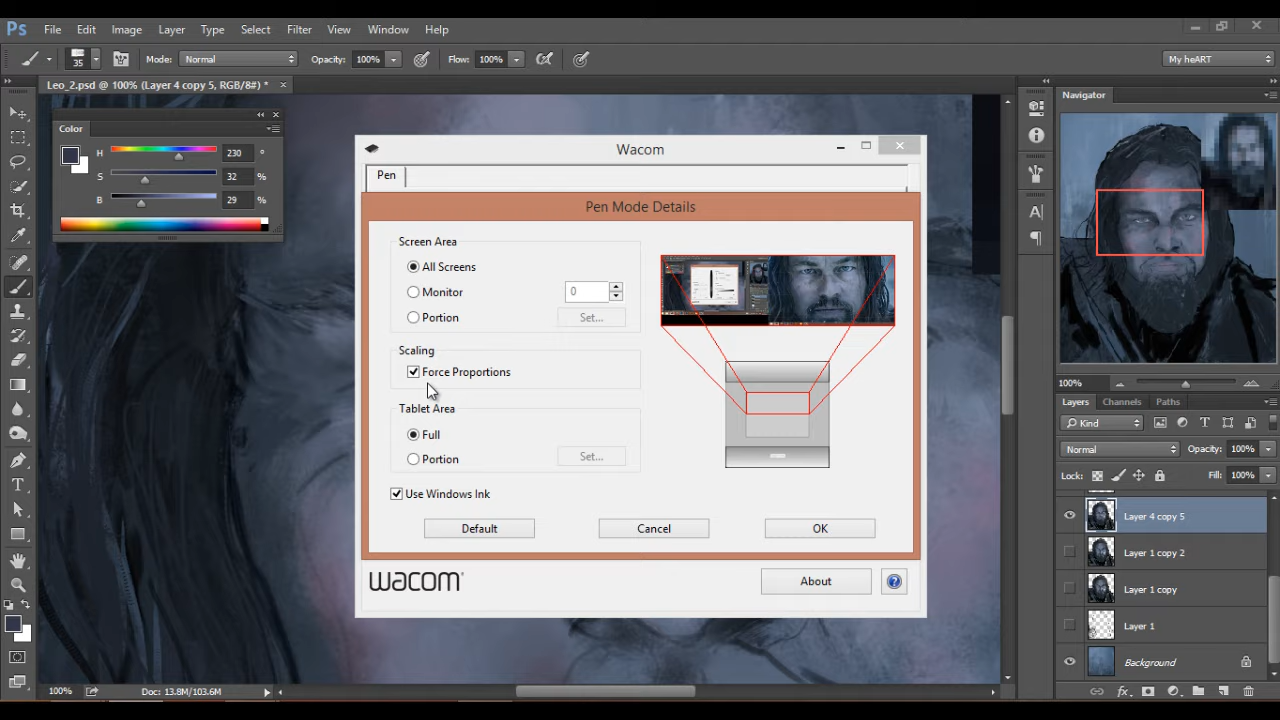 Ps File Edit Image Layer Type Select Filter View Window Help
35 Mode: Normal Opacity: 100% Flow: 100% My heART
Leo_2.psd @ 100% (Layer 4 copy 5, RGB/8#) *
Color
H 230 °
S 32 %
B 29 %
Wacom
Pen
Pen Mode Details
Screen Area
All Screens
Monitor 0
Portion Set...
Scaling
Force Proportions
Tablet Area
Full
Portion Set...
Use Windows Ink
Default Cancel OK
wacom About
Navigator
100%
Layers Channels Paths
Kind
Normal Opacity: 100%
Lock: Fill: 100%
Layer 4 copy 5
Layer 1 copy 2
Layer 1 copy
Layer 1
Background
100% Doc: 13.8M/103.6M